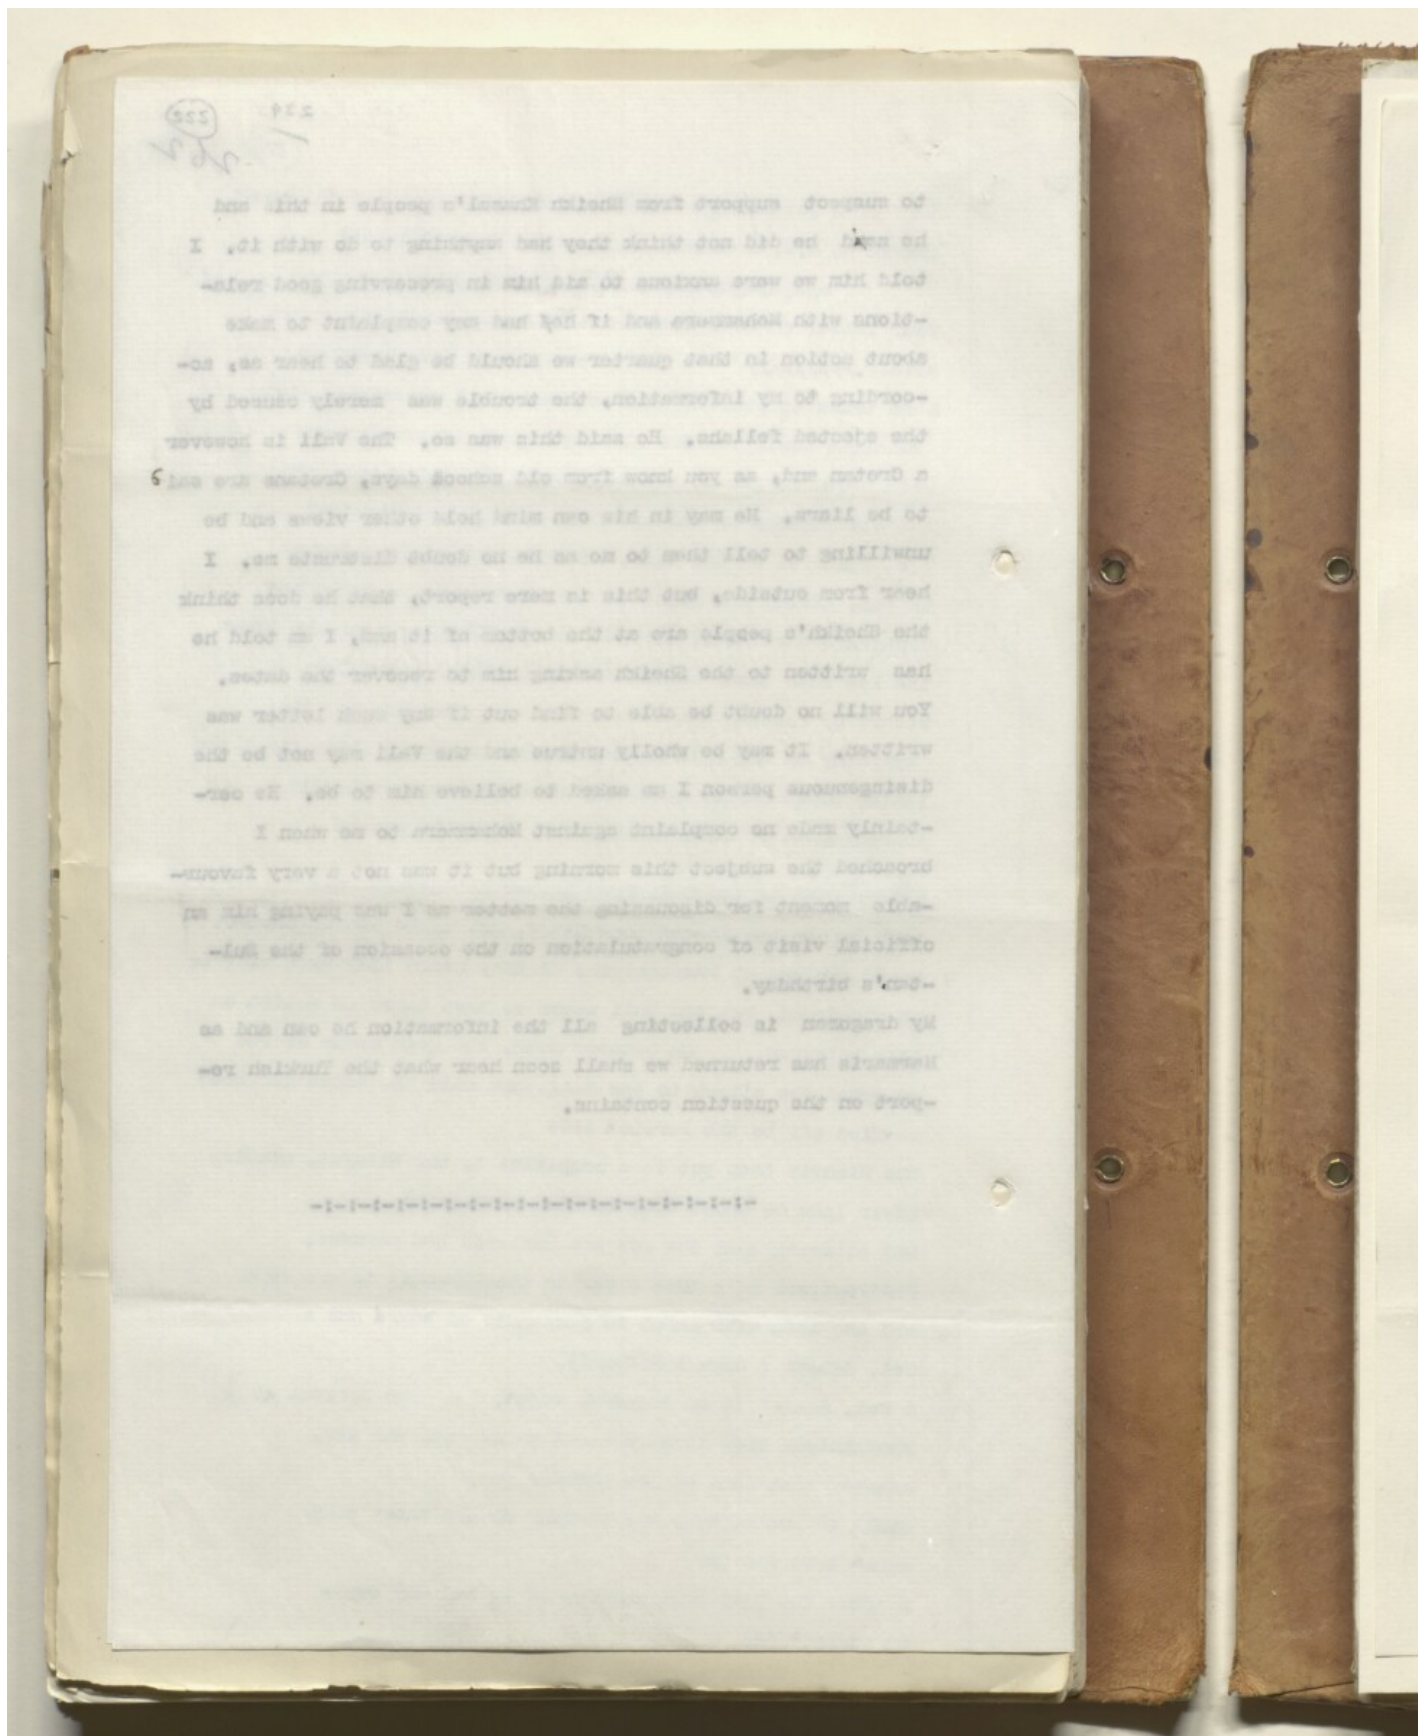 234
222
to suspect support from Sheikh Khazal's people in this and
he said he did not think they had anything to do with it. I
told him we were anxious to aid him in preserving good rela-
-tions with Mohammera and if he had any complaint to make
about action in that quarter we should be glad to hear as, ac-
-cording to my information, the trouble was merely caused by
the ejected fellahs. He said this was so. The Vali is however
a Cretan and, as you know from old school days, Cretans are said
to be liars. He may in his own mind hold other views and be
unwilling to tell them to me as he no doubt distrusts me. I
hear from outside, but this is mere report, that he does think
the Sheikh's people are at the bottom of it and, I am told he
has written to the Sheikh asking him to recover the dates.
You will no doubt be able to find out if any such letter was
written. It may be wholly untrue and the Vali may not be the
disingenuous person I am asked to believe him to be. He cer-
-tainly made no complaint against Mohammera to me when I
broached the subject this morning but it was not a very favour-
-able moment for discussing the matter as I was paying him an
official visit of congratulation on the occasion of the Sul-
-tan's birthday.
My dragoman is collecting all the information he can and as
Harmaris has returned we shall soon hear what the Turkish re-
-port on the question contains.
-:-:-:-:-:-:-:-:-:-:-:-:-:-:-:-:-:-:-